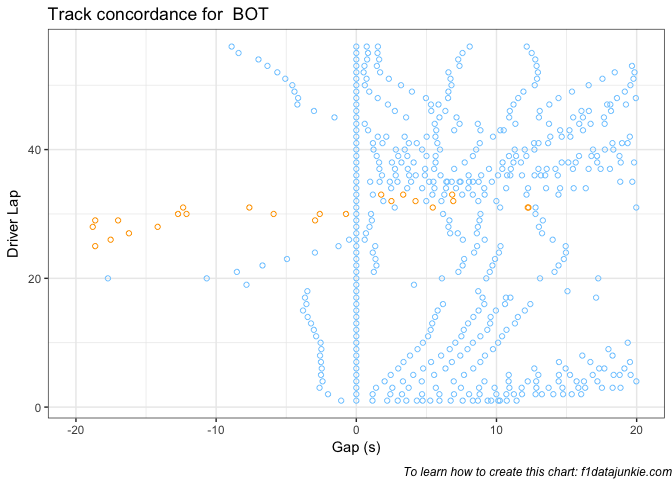 Track concordance for  BOT
Driver Lap
40
20
0
-20
-10
0
10
20
Gap (s)
To learn how to create this chart: f1datajunkie.com